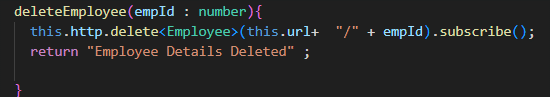 deleteEmployee(empId : number){
this.http.delete<Employee>(this.url+  "/" + empId).subscribe();
return "Employee Details Deleted" ;
}